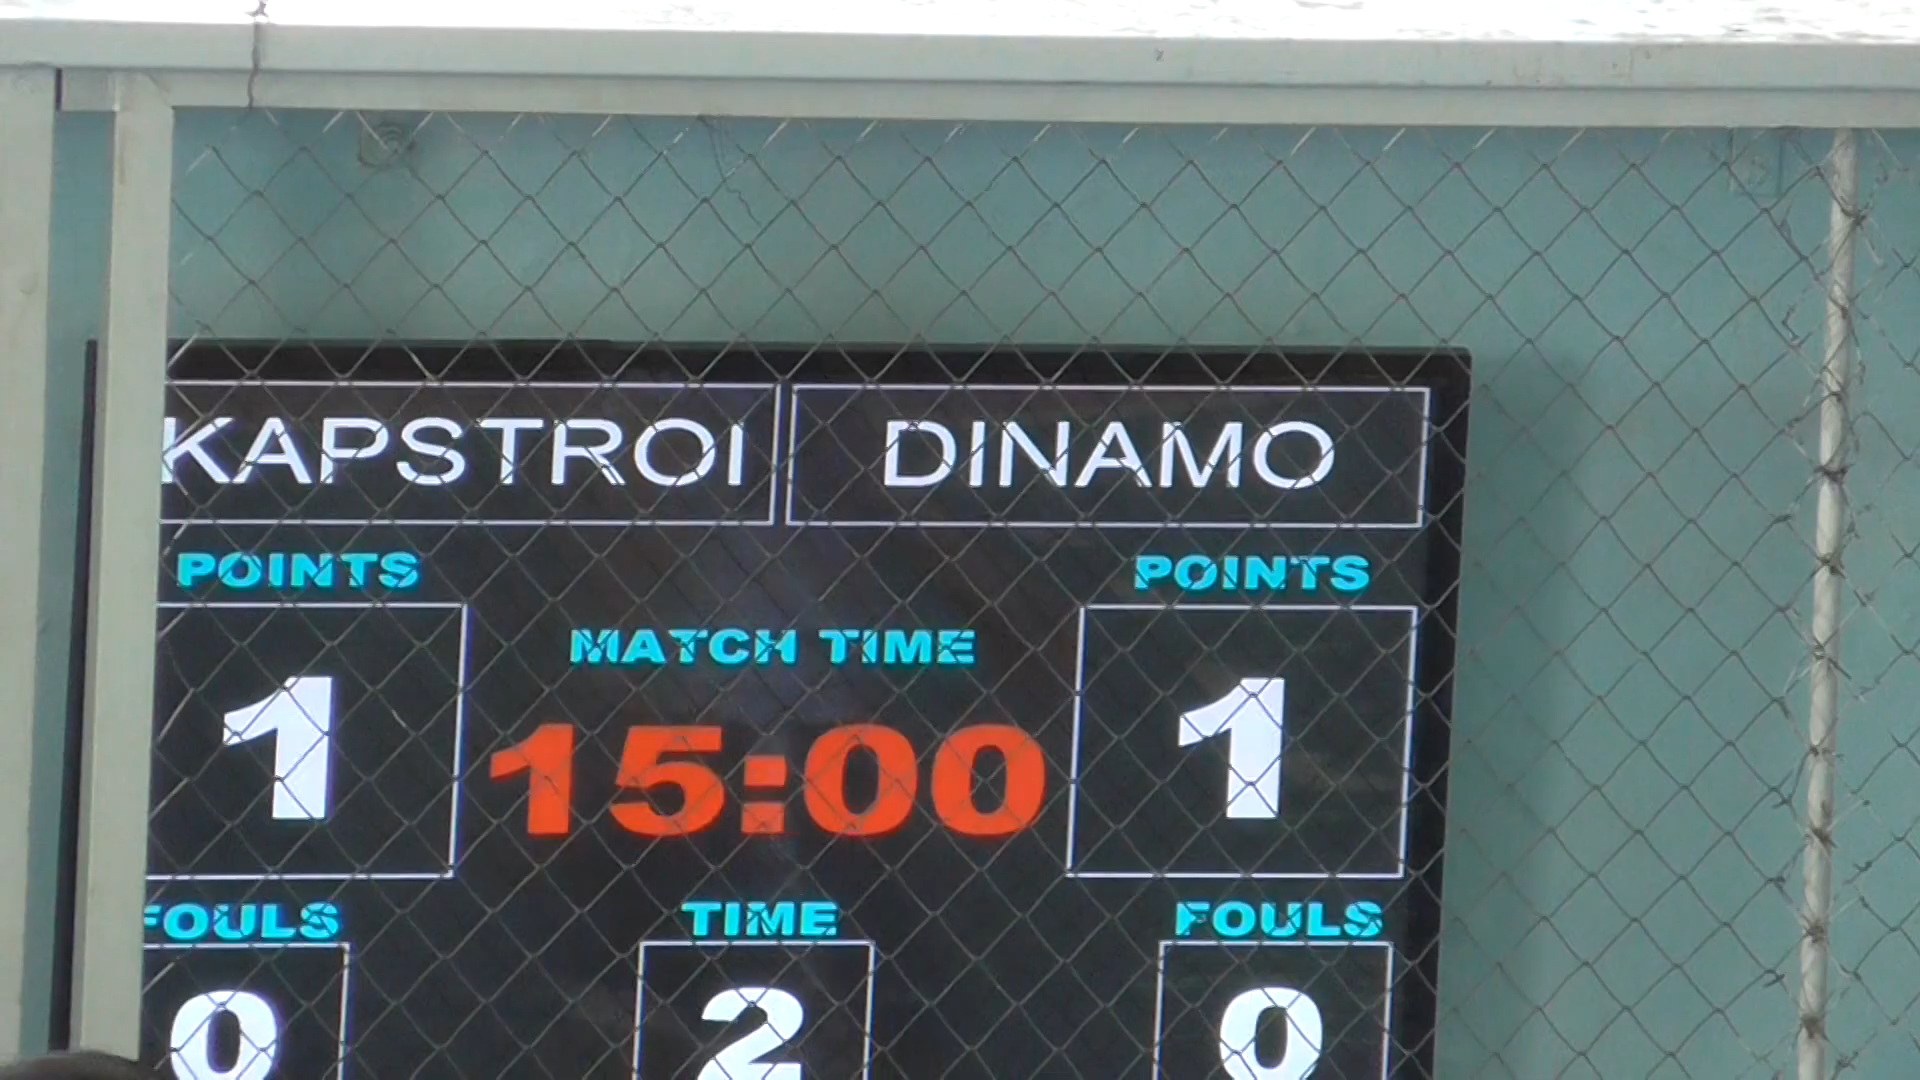 KAPSTROI DINAMO
POINTS POINTS
MATCH TIME
1 15:00 1
FOULS TIME FOULS
0 2 0